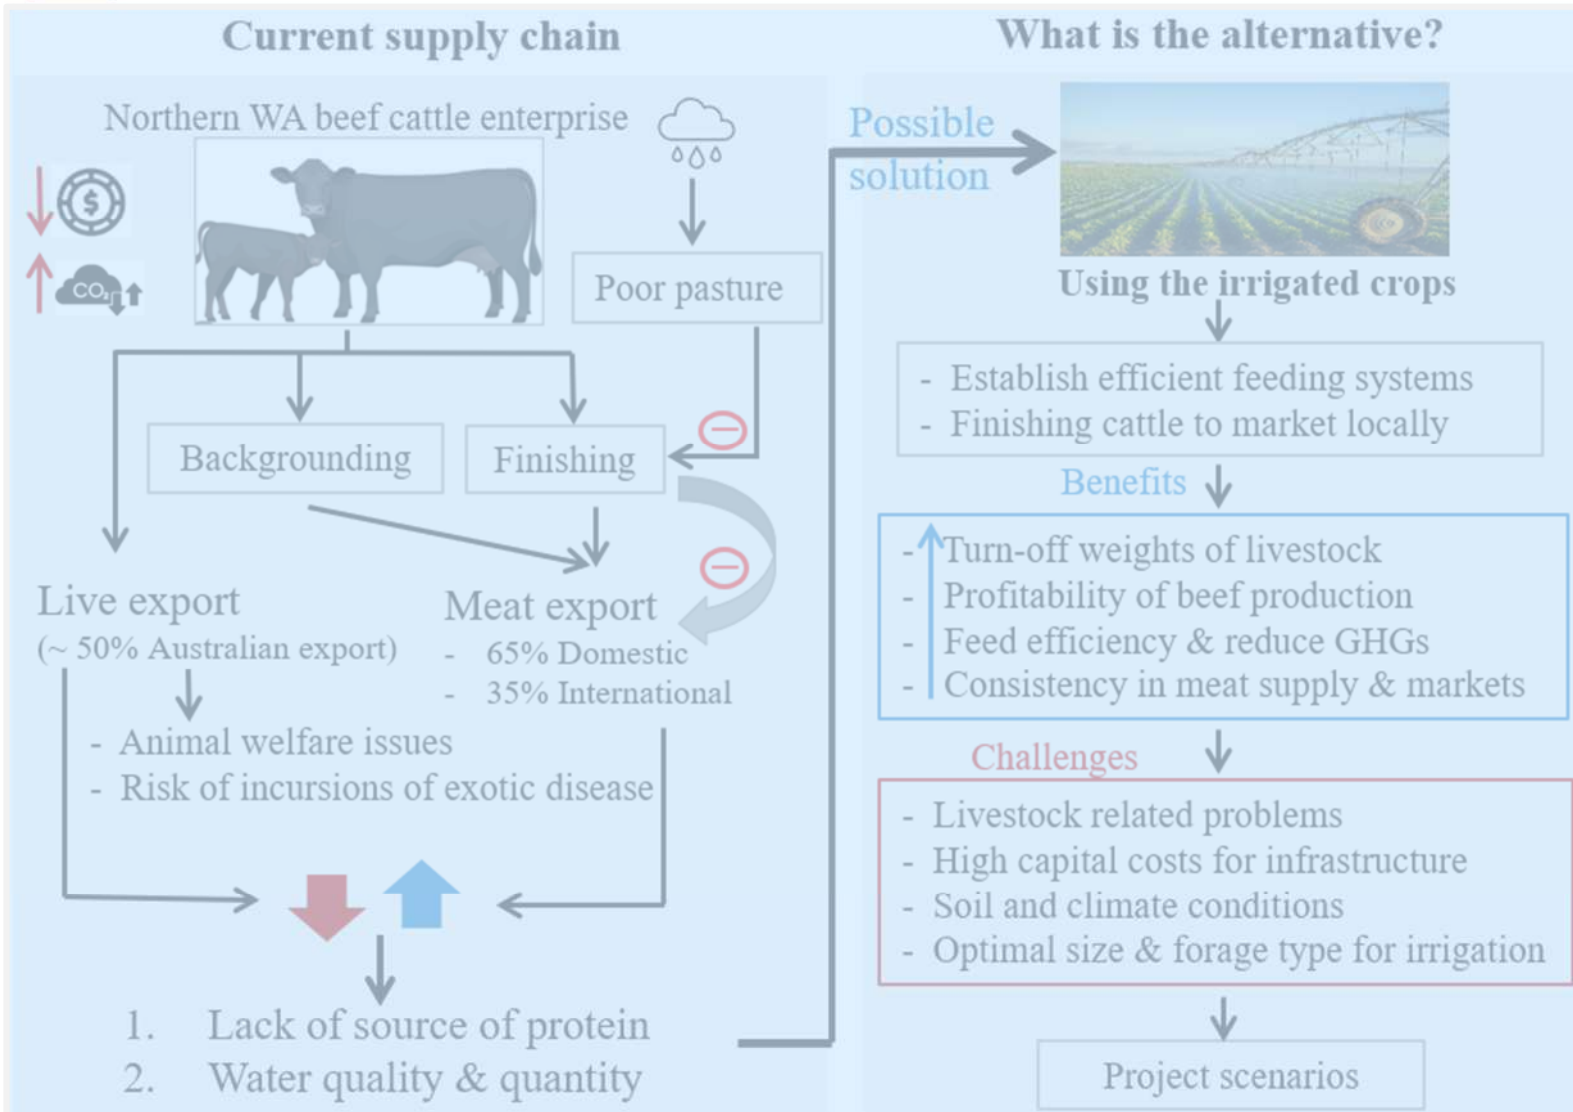 Current supply chain
Northern WA beef cattle enterprise
$
CO₂
Poor pasture
Backgrounding
Finishing
Live export
(~ 50% Australian export)
Meat export
- 65% Domestic
- 35% International
- Animal welfare issues
- Risk of incursions of exotic disease
1. Lack of source of protein
2. Water quality & quantity
Possible
solution
What is the alternative?
Using the irrigated crops
- Establish efficient feeding systems
- Finishing cattle to market locally
Benefits
- Turn-off weights of livestock
- Profitability of beef production
- Feed efficiency & reduce GHGs
- Consistency in meat supply & markets
Challenges
- Livestock related problems
- High capital costs for infrastructure
- Soil and climate conditions
- Optimal size & forage type for irrigation
Project scenarios